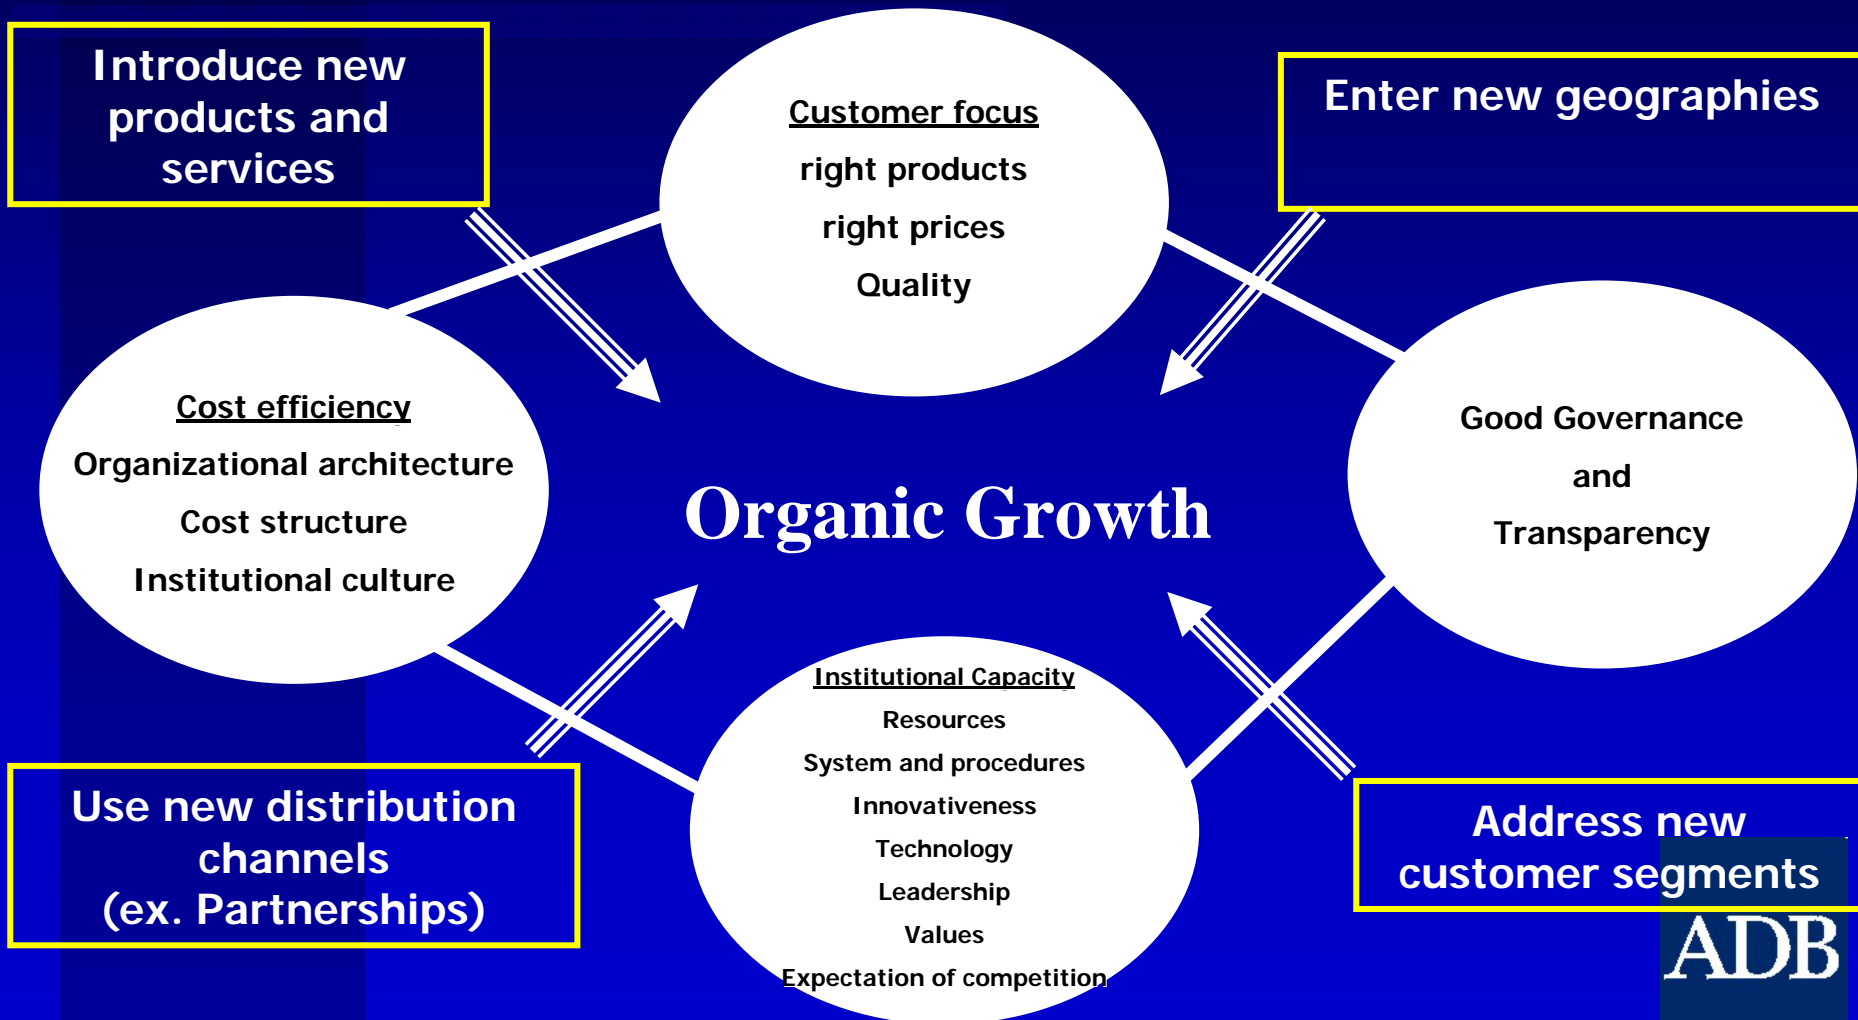 Introduce new
products and
services
Customer focus
right products
right prices
Quality
Enter new geographies
Cost efficiency
Organizational architecture
Cost structure
Institutional culture
Organic Growth
Good Governance
and
Transparency
Use new distribution
channels
(ex. Partnerships)
Institutional Capacity
Resources
System and procedures
Innovativeness
Technology
Leadership
Values
Expectation of competition
Address new
customer segments
ADB